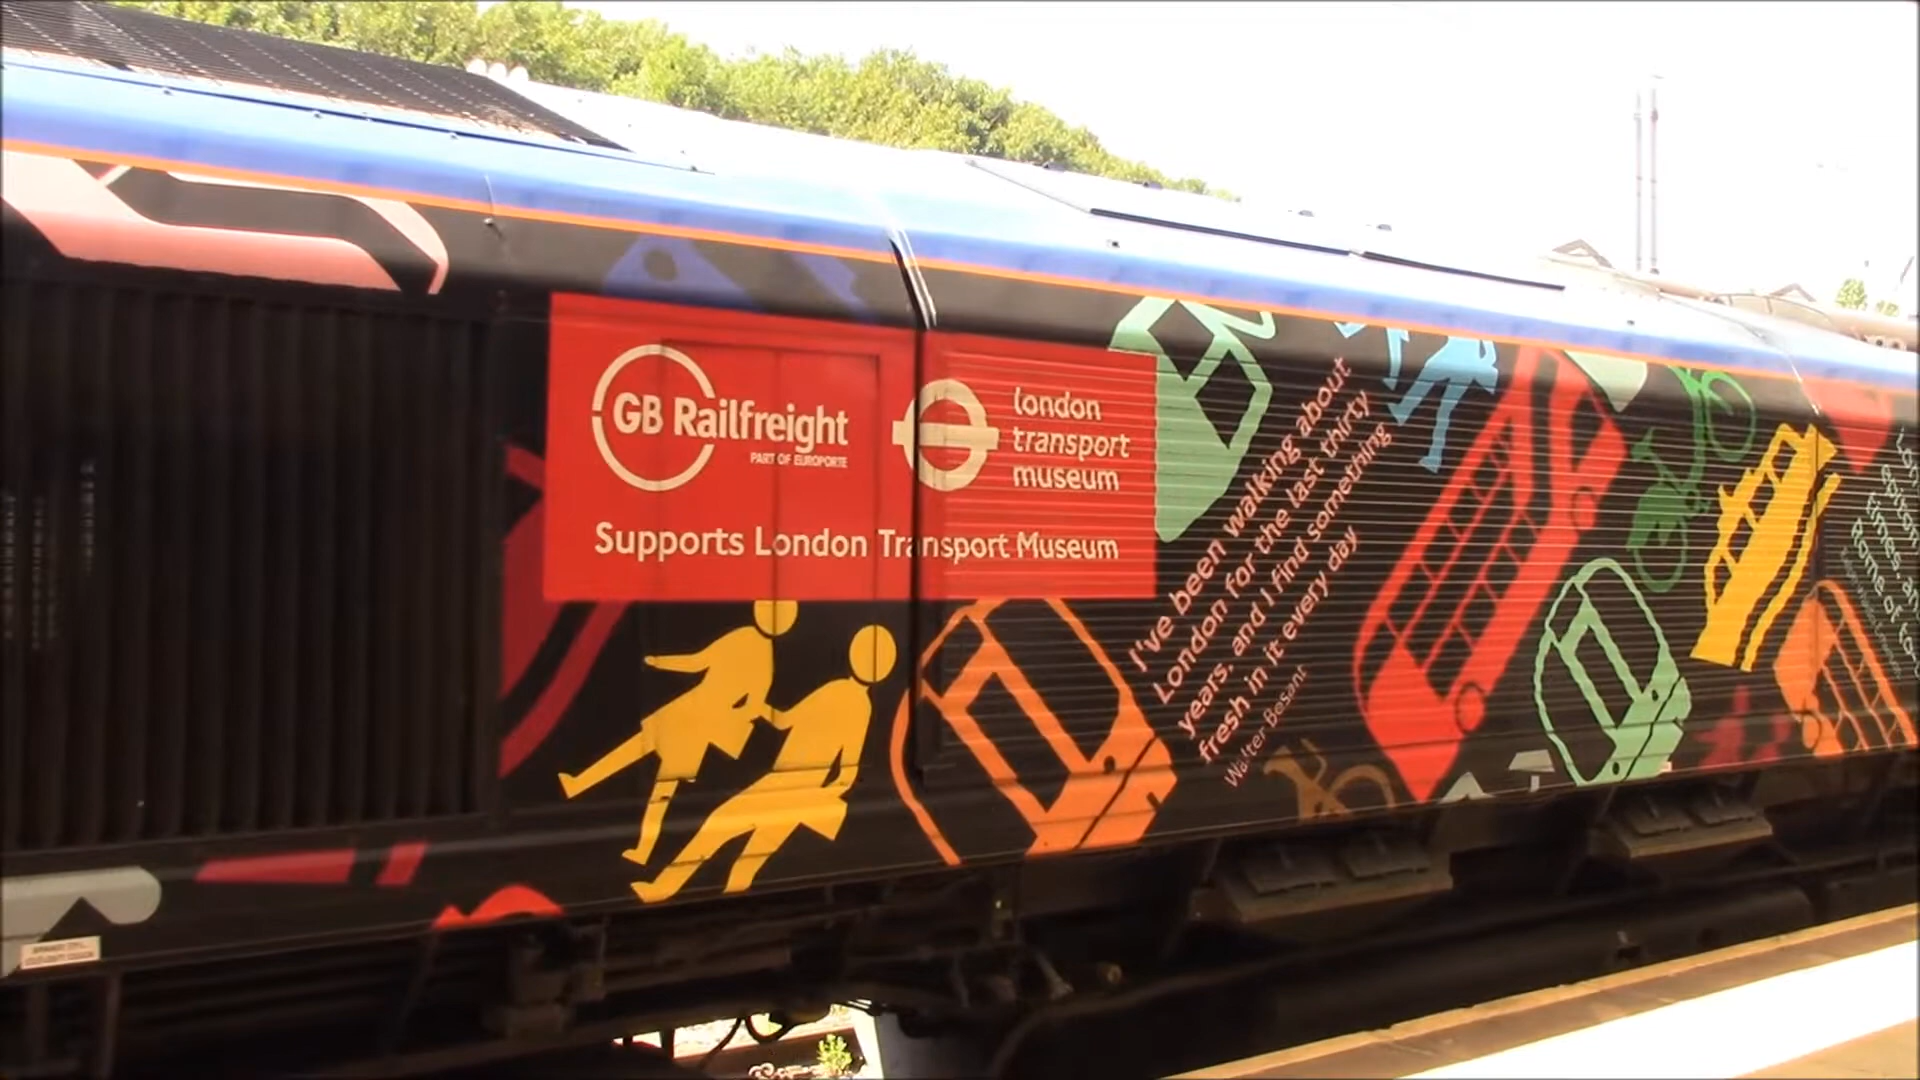 GB Railfreight
PART OF EUROPORTE
london
transport
museum
Supports London Transport Museum
I've been walking about
London for the last thirty
years, and I find something
fresh in it every day
Walter Besant